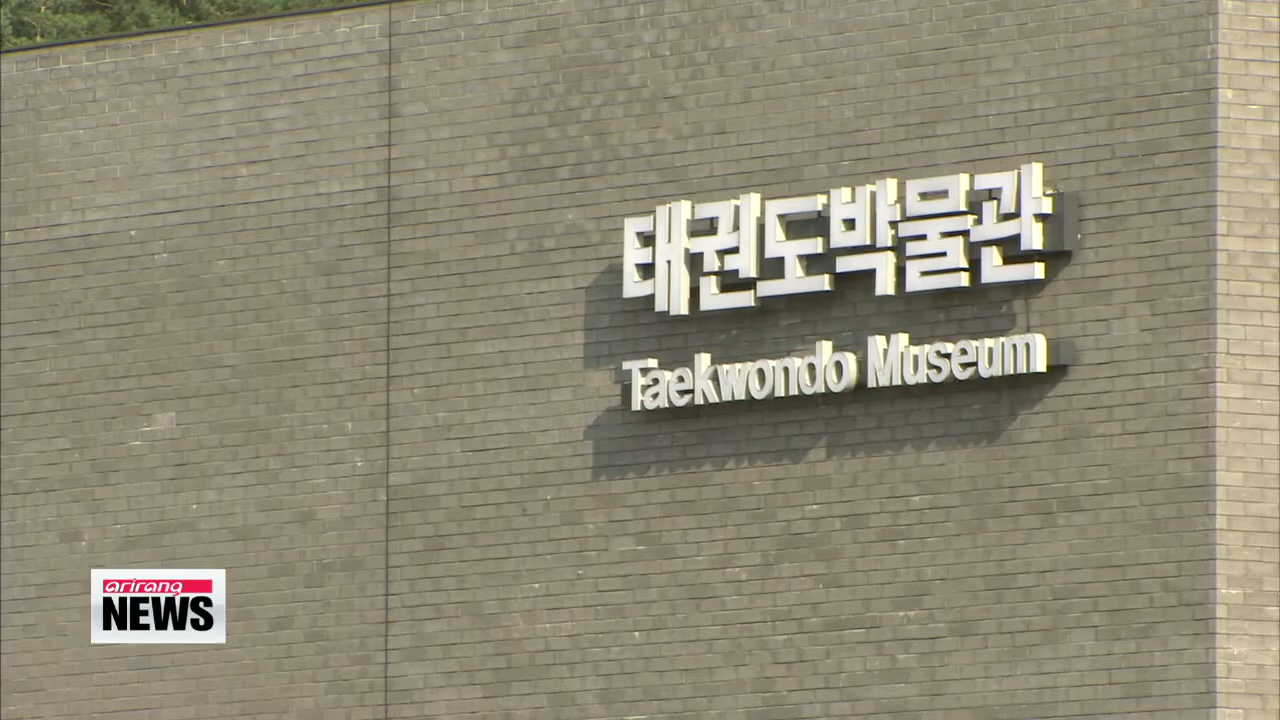 태권도박물관
Taekwondo Museum
arirang
NEWS